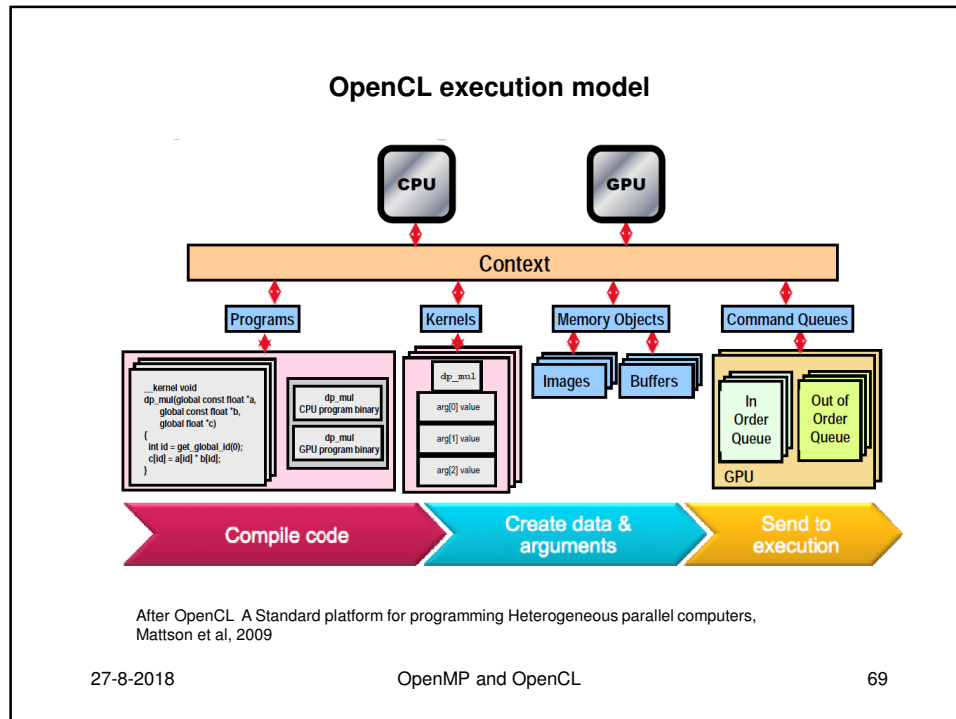 OpenCL execution model
CPU
GPU
Context
Programs
Kernels
Memory Objects
Command Queues
__kernel void
dp_mul(global const float *a,
global const float *b,
global float *c)
{
int id = get_global_id(0);
c[id] = a[id] * b[id];
}
dp_mul
CPU program binary
dp_mul
GPU program binary
dp_mul
arg[0] value
arg[1] value
arg[2] value
Images
Buffers
In
Order
Queue
Out of
Order
Queue
GPU
Compile code
Create data &
arguments
Send to
execution
After OpenCL A Standard platform for programming Heterogeneous parallel computers,
Mattson et al, 2009
27-8-2018
OpenMP and OpenCL
69